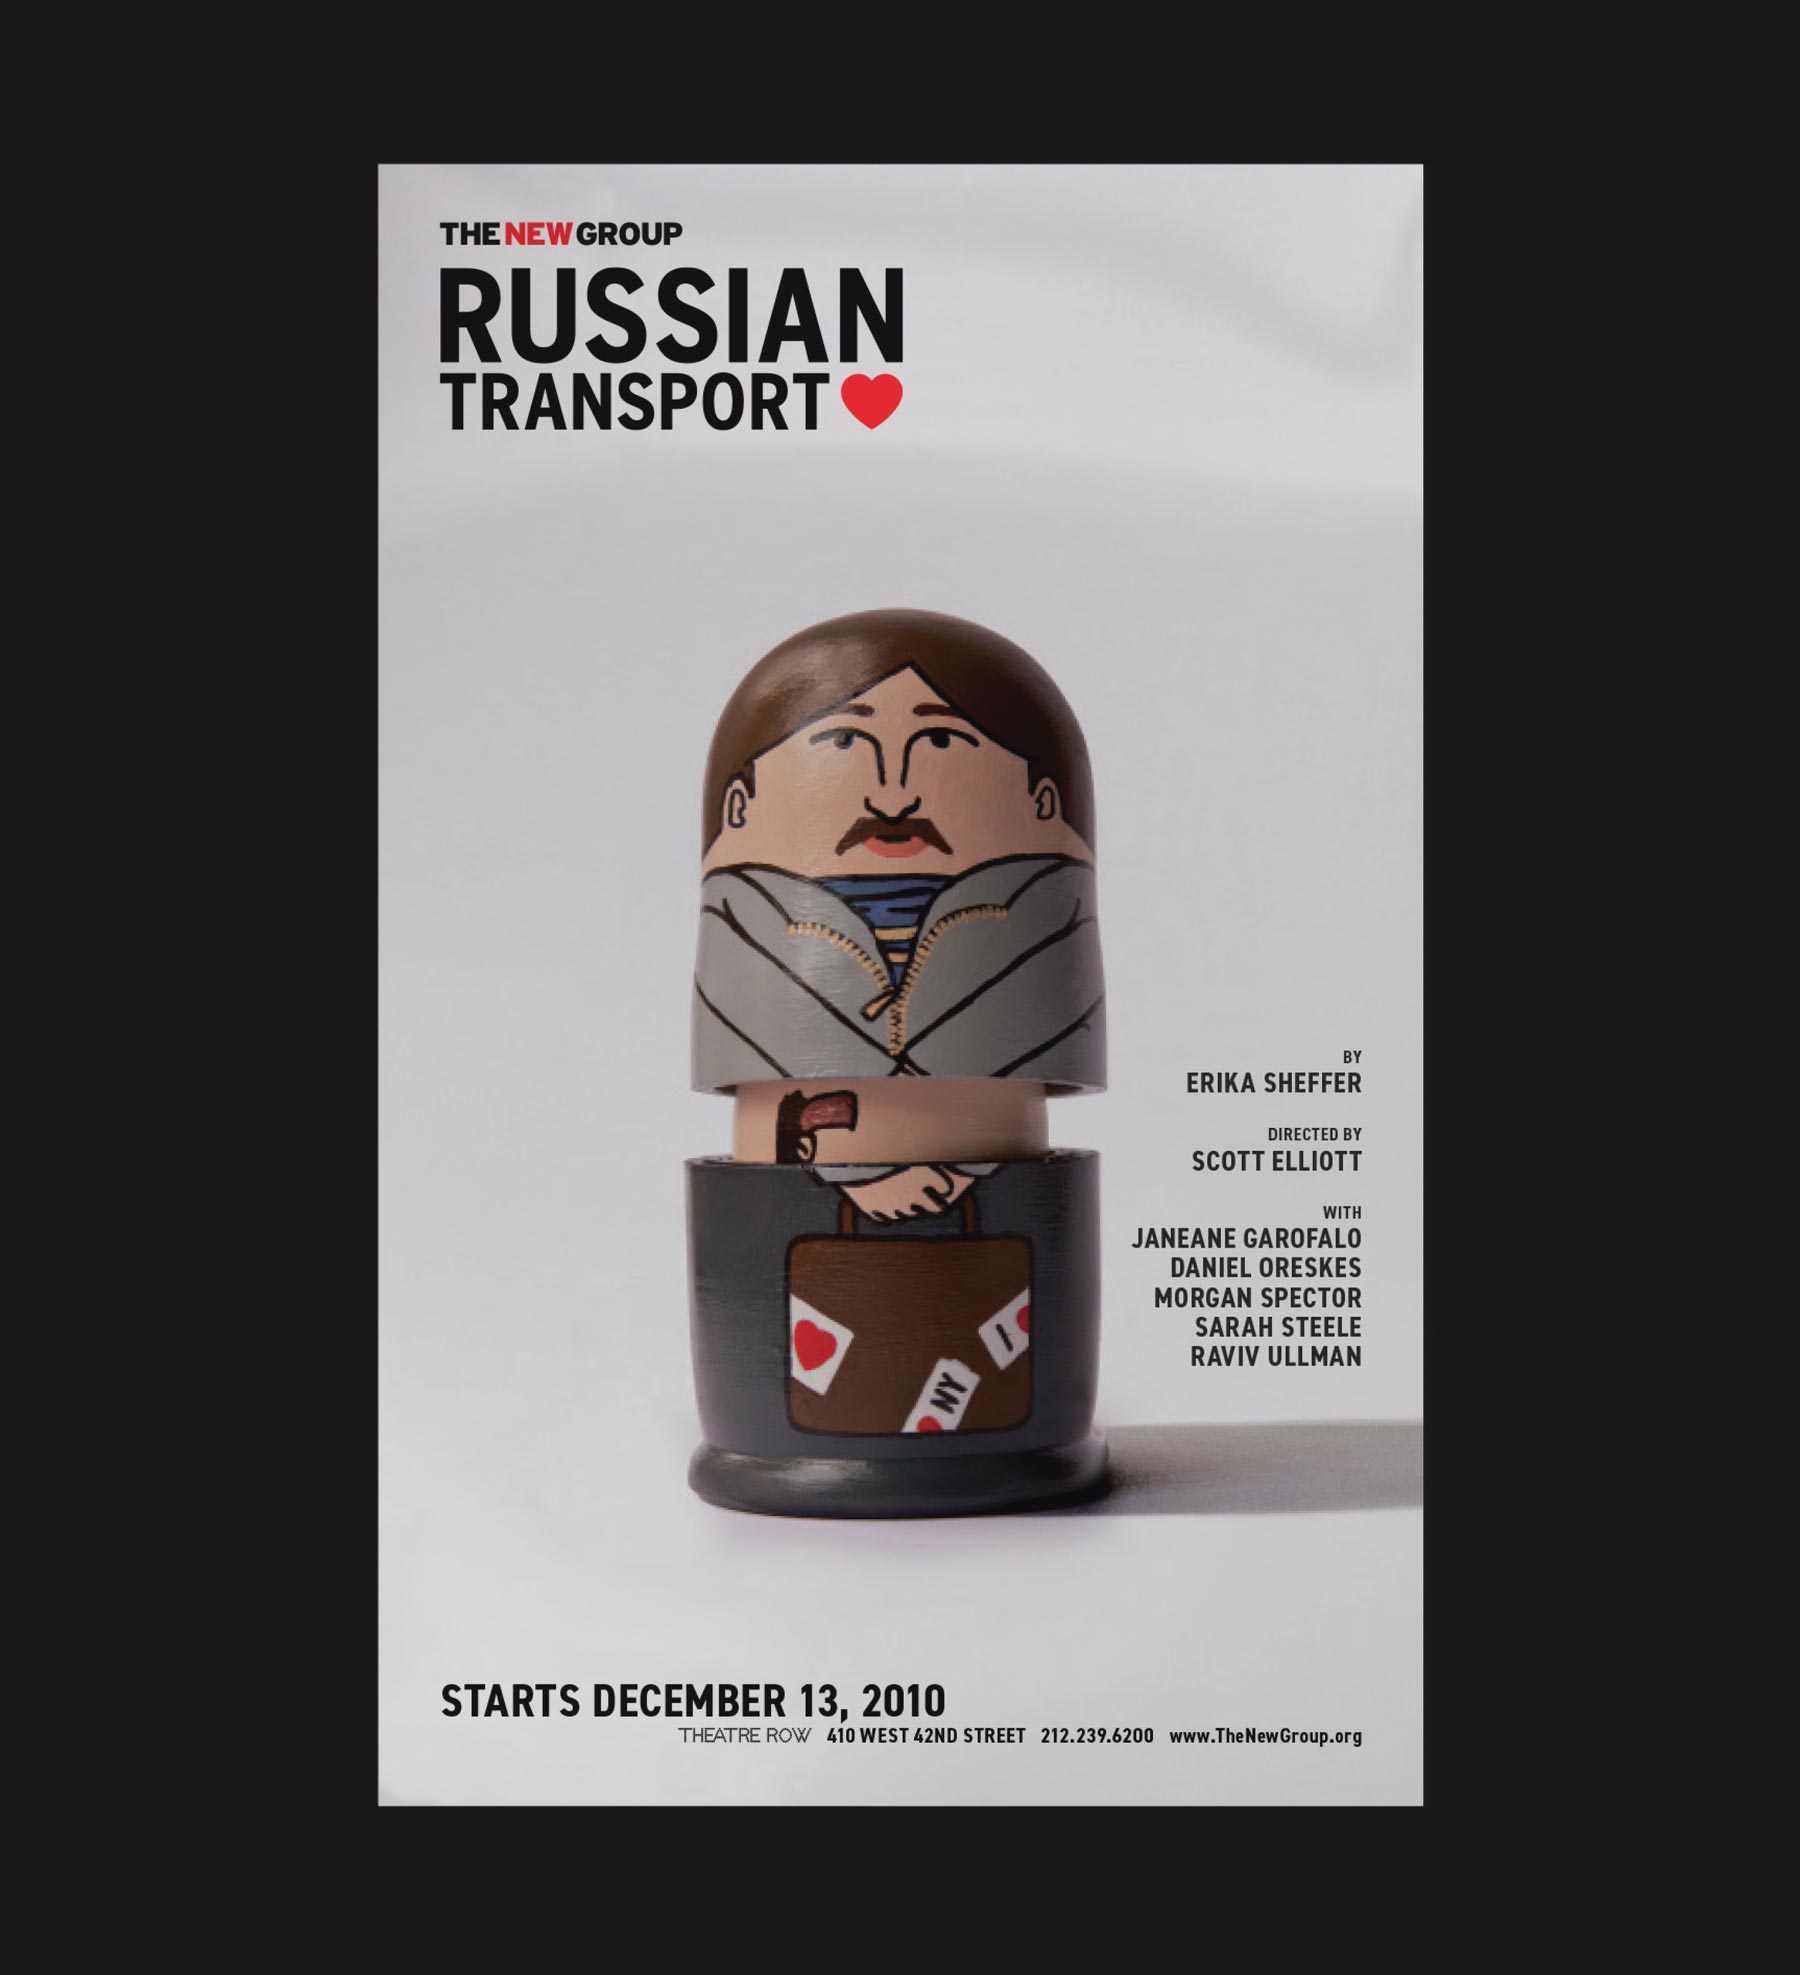 THE NEW GROUP
RUSSIAN
TRANSPORT
BY
ERIKA SHEFFER
DIRECTED BY
SCOTT ELLIOTT
WITH
JANEANE GAROFALO
DANIEL ORESKES
MORGAN SPECTOR
SARAH STEELE
RAVIV ULLMAN
I
NY
STARTS DECEMBER 13, 2010
THEATRE ROW 410 WEST 42ND STREET 212.239.6200 www.TheNewGroup.org